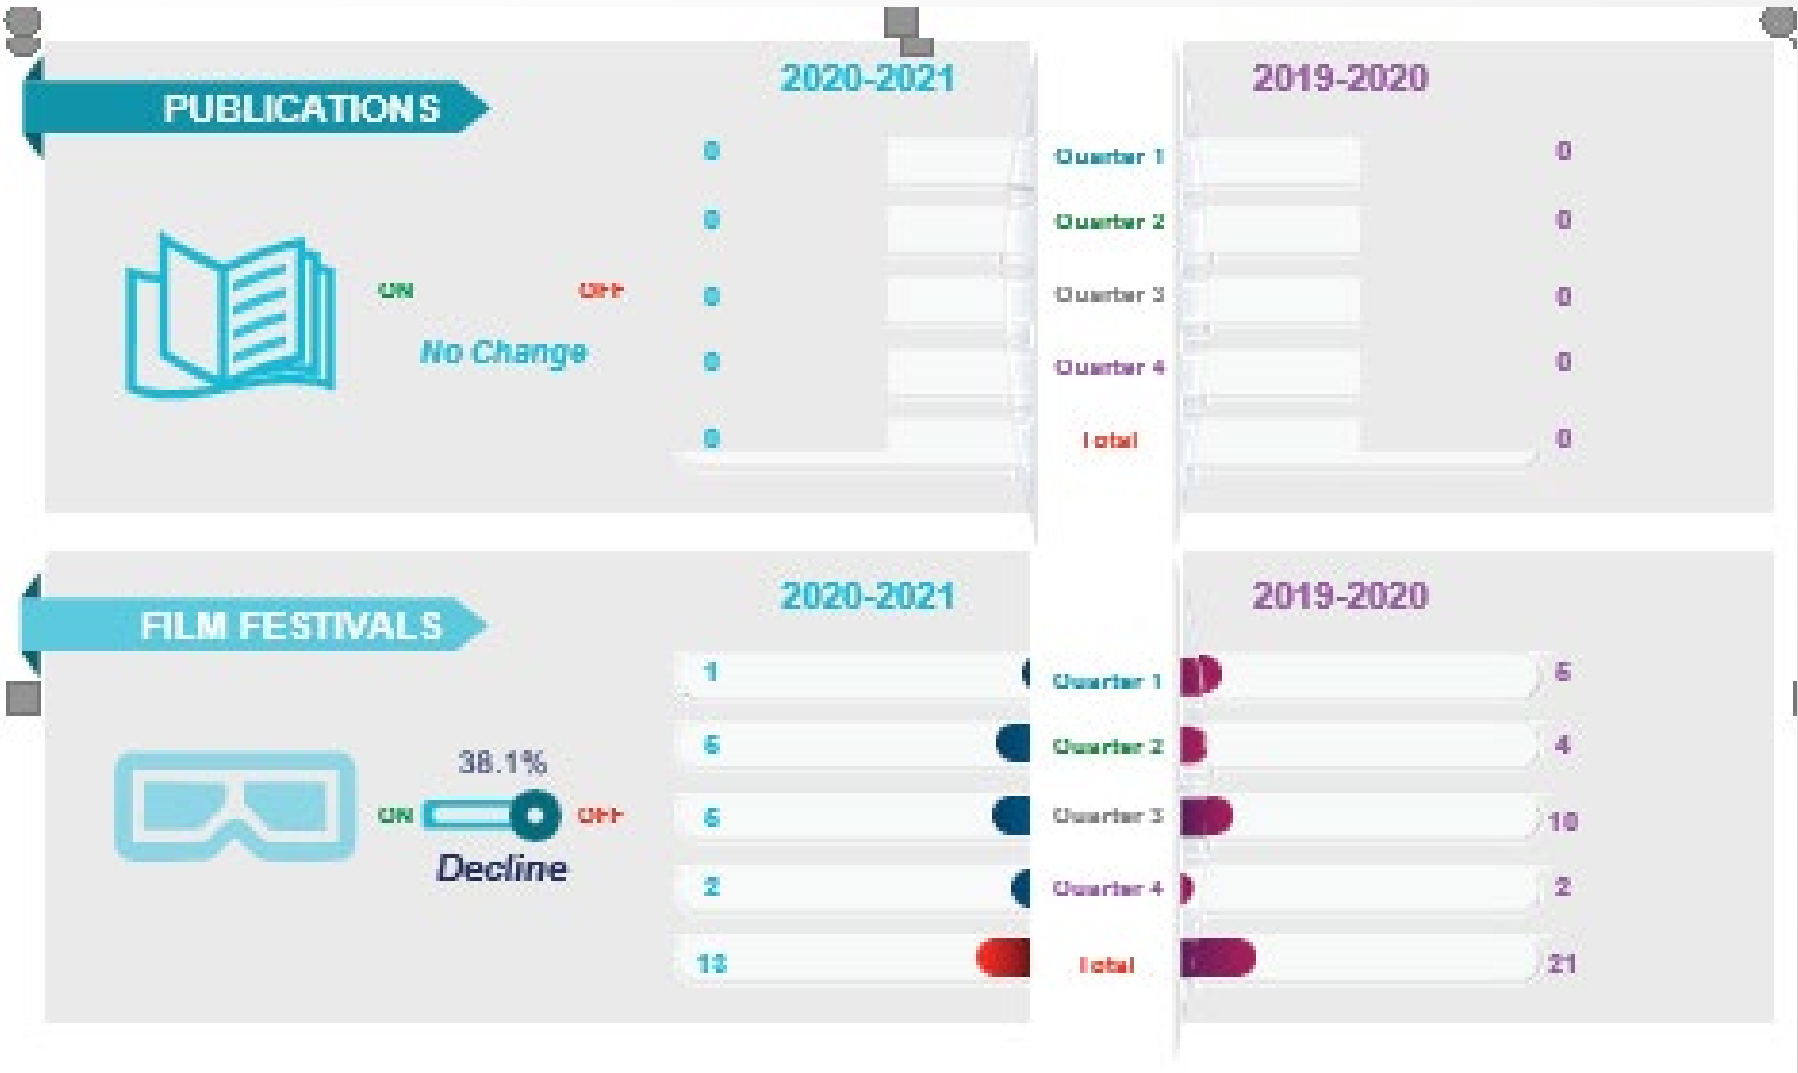 2020-2021 2019-2020
PUBLICATIONS
0 Quarter 1 0
0 Quarter 2 0
ON OFF 0 Quarter 3 0
No Change 0 Quarter 4 0
0 Total 0
2020-2021 2019-2020
FILM FESTIVALS
1 Quarter 1 5
5 Quarter 2 4
38.1%
ON OFF 5 Quarter 3 10
Decline 2 Quarter 4 2
13 Total 21